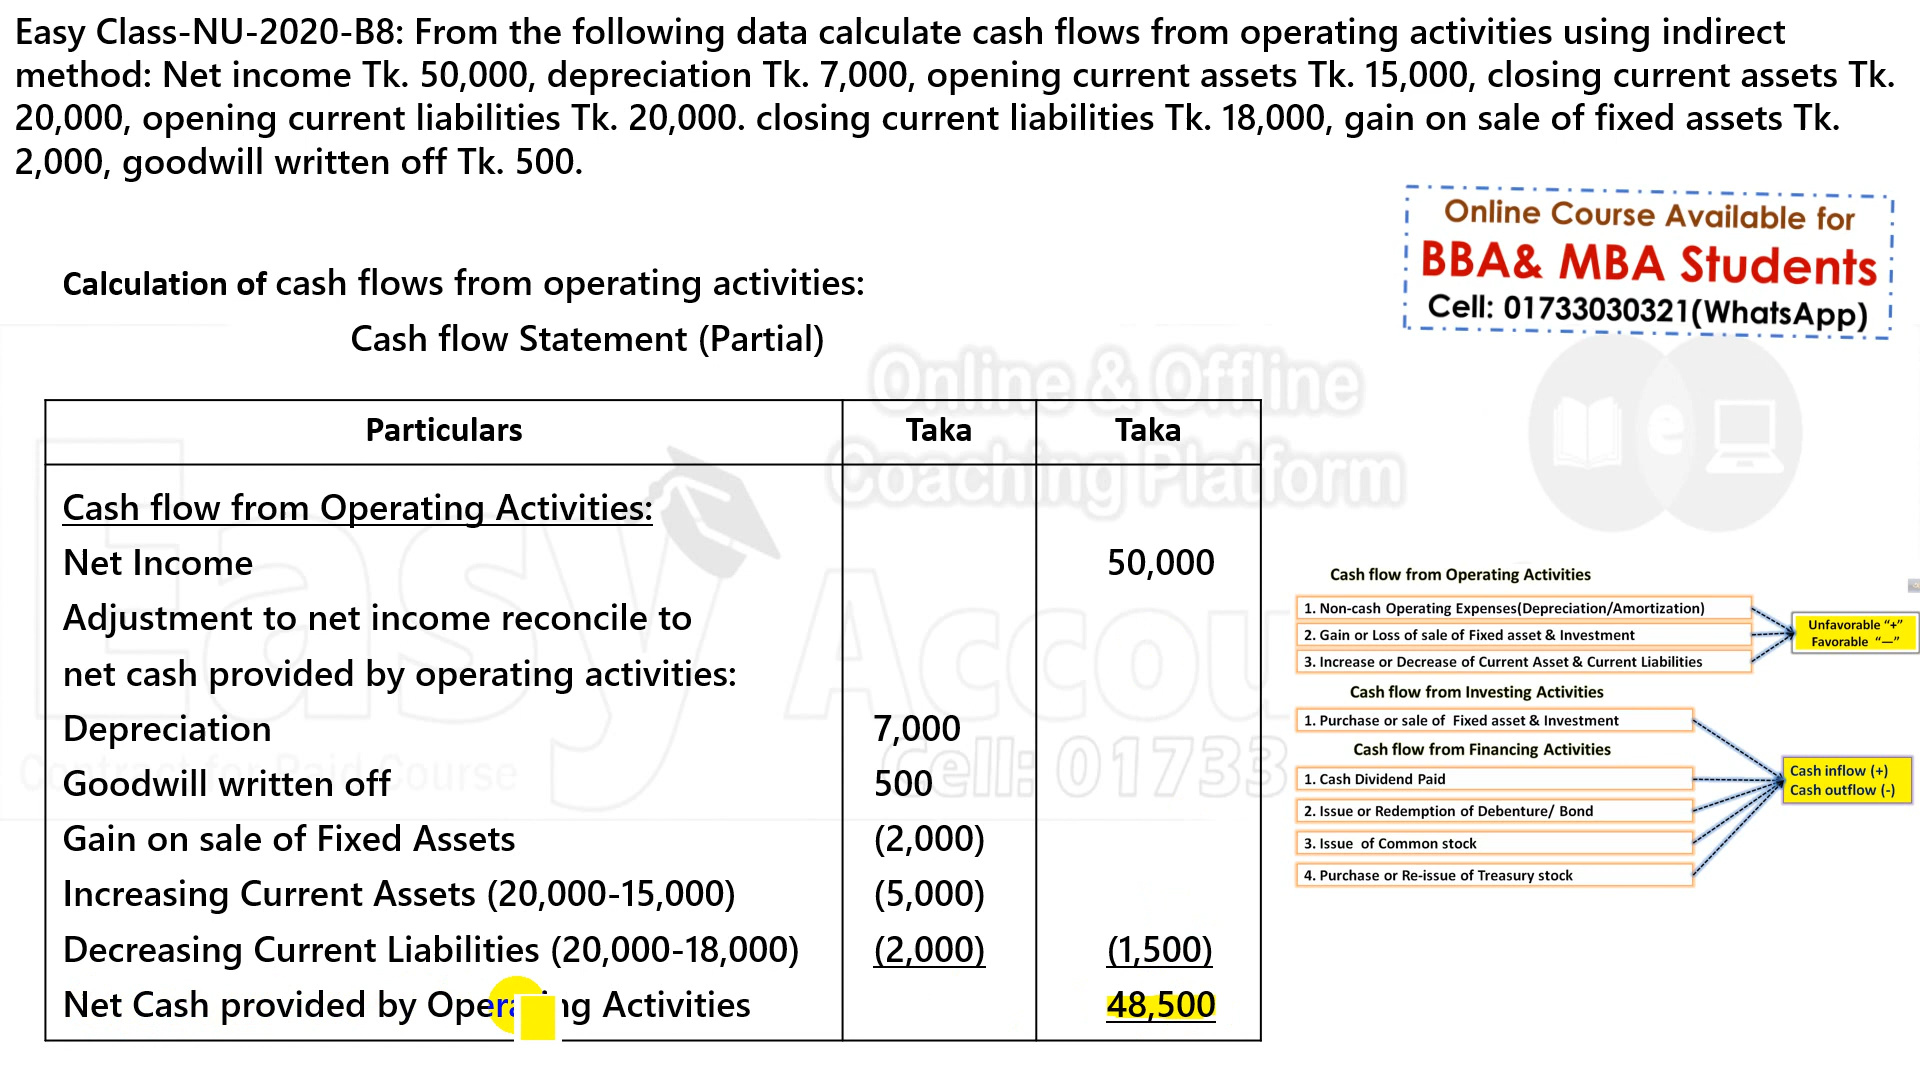 Easy Class-NU-2020-B8: From the following data calculate cash flows from operating activities using indirect
method: Net income Tk. 50,000, depreciation Tk. 7,000, opening current assets Tk. 15,000, closing current assets Tk.
20,000, opening current liabilities Tk. 20,000. closing current liabilities Tk. 18,000, gain on sale of fixed assets Tk.
2,000, goodwill written off Tk. 500.
Online Course Available for
BBA& MBA Students
Cell: 01733030321(WhatsApp)
Calculation of cash flows from operating activities:
Cash flow Statement (Partial)
Online & Offline
Coaching Platform
Particulars Taka Taka
Cash flow from Operating Activities:
Net Income 50,000
Adjustment to net income reconcile to
net cash provided by operating activities:
Depreciation 7,000
Goodwill written off 500
Gain on sale of Fixed Assets (2,000)
Increasing Current Assets (20,000-15,000) (5,000)
Decreasing Current Liabilities (20,000-18,000) (2,000) (1,500)
Net Cash provided by Operating Activities 48,500
Easy Accou
Contract for Paid Course
Cell: 01733
e
Cash flow from Operating Activities
1. Non-cash Operating Expenses(Depreciation/Amortization)
2. Gain or Loss of sale of Fixed asset & Investment
3. Increase or Decrease of Current Asset & Current Liabilities
Unfavorable “+”
Favorable “—”
Cash flow from Investing Activities
1. Purchase or sale of Fixed asset & Investment
Cash flow from Financing Activities
1. Cash Dividend Paid
2. Issue or Redemption of Debenture/ Bond
3. Issue of Common stock
4. Purchase or Re-issue of Treasury stock
Cash inflow (+)
Cash outflow (-)